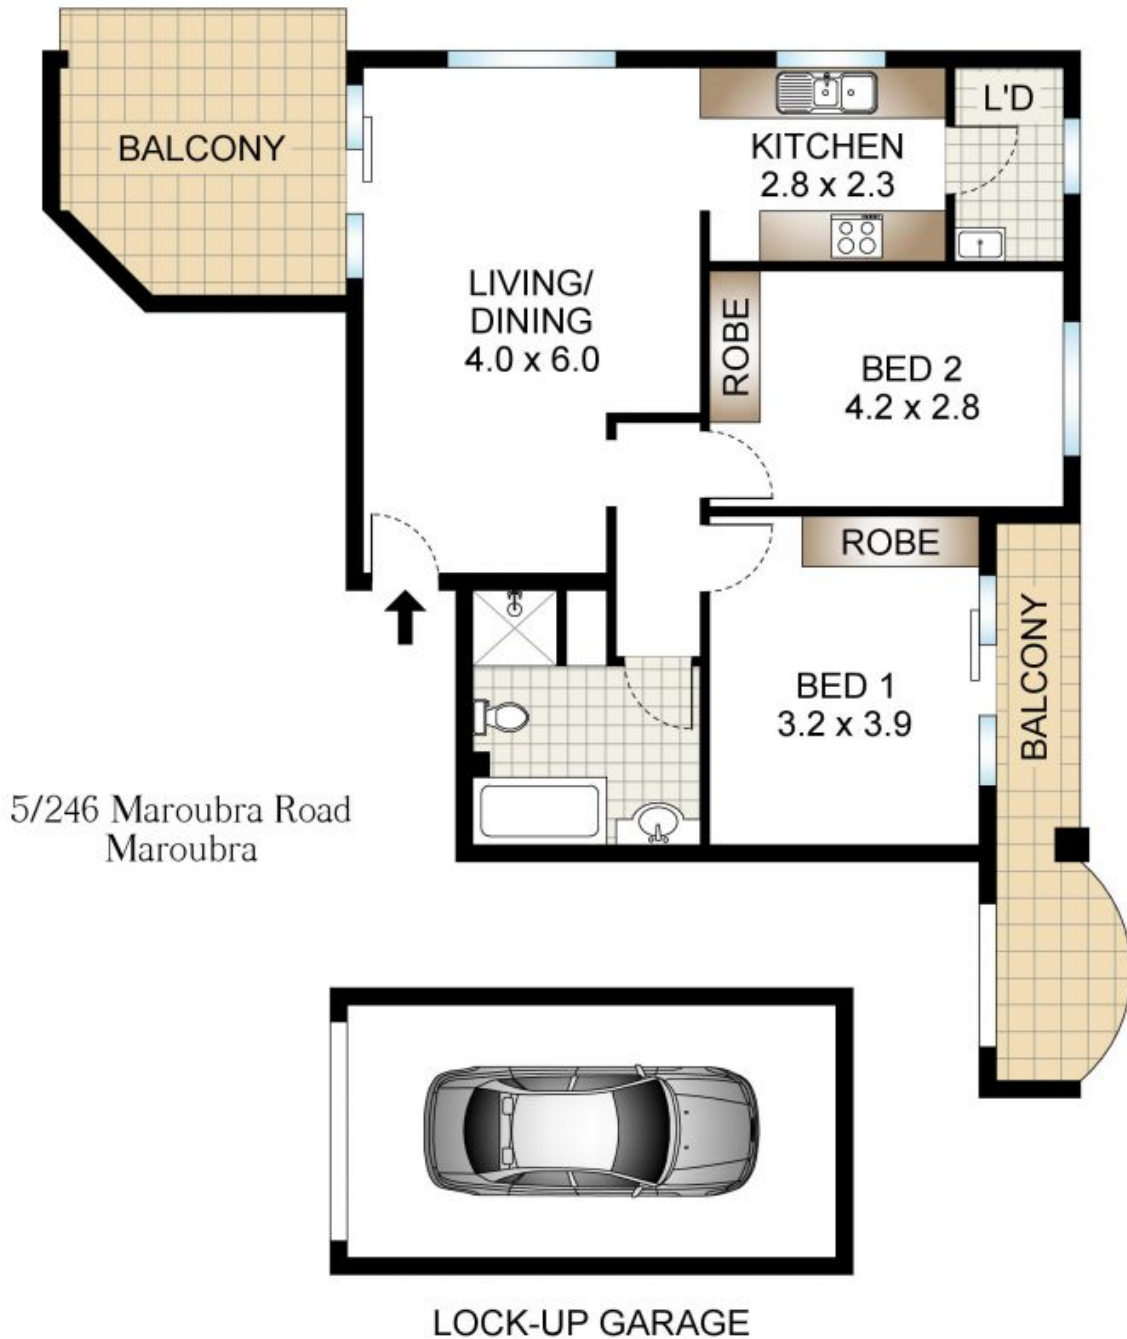 BALCONY
L'D
KITCHEN
2.8 x 2.3
LIVING/
DINING
4.0 x 6.0
ROBE
BED 2
4.2 x 2.8
ROBE
BED 1
3.2 x 3.9
BALCONY
5/246 Maroubra Road
Maroubra
LOCK-UP GARAGE